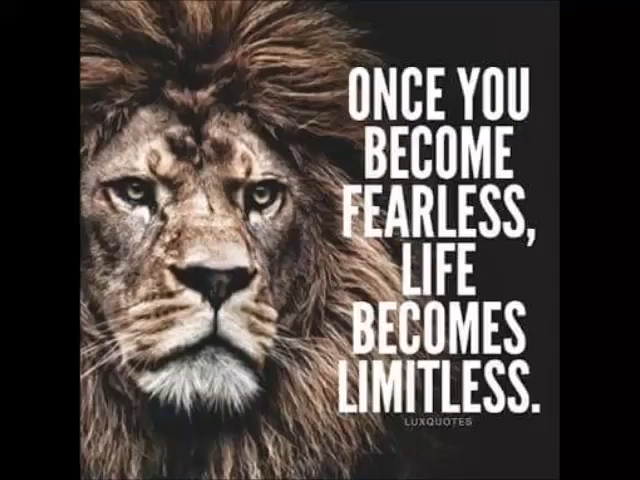 ONCE YOU
BECOME
FEARLESS,
LIFE
BECOMES
LIMITLESS.
LUXQUOTES